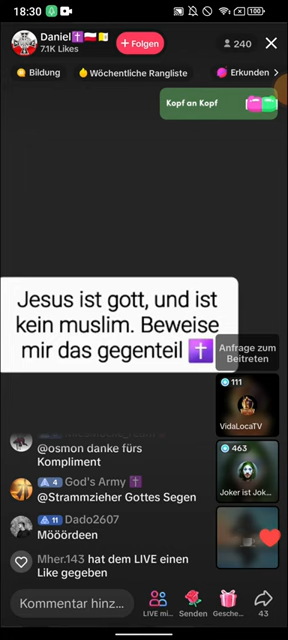 18:30
100
Daniel✝️🇵🇱🇻🇦
7.1K Likes
+ Folgen
240
Bildung
Wöchentliche Rangliste
Erkunden
Kopf an Kopf
Jesus ist gott, und ist
kein muslim. Beweise
mir das gegenteil ✝️
Anfrage zum
Beitreten
111
VidaLocaTV
463
Joker ist Jok...
@osmon danke fürs
Kompliment
4 God's Army ✝️
@Strammzieher Gottes Segen
11 Dado2607
Mööördeen
Mher.143 hat dem LIVE einen
Like gegeben
Kommentar hinz...
LIVE mi...
Senden
Gesche...
43